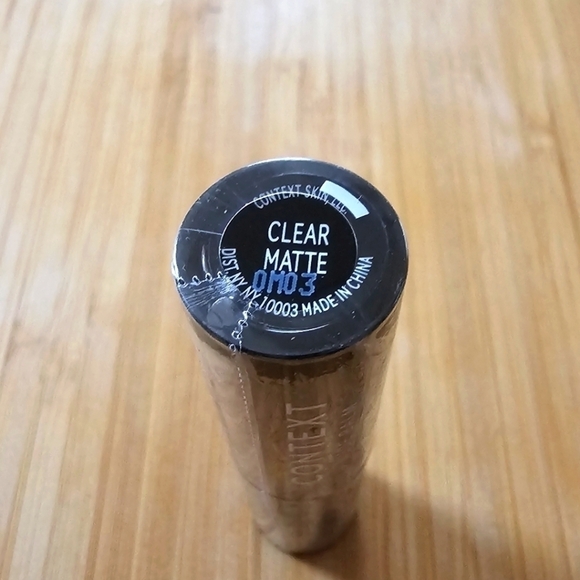 CONTEXT SKIN, LLC.
CLEAR
MATTE
0M03
DIST. NY NY 10003 MADE IN CHINA
CONTEXT